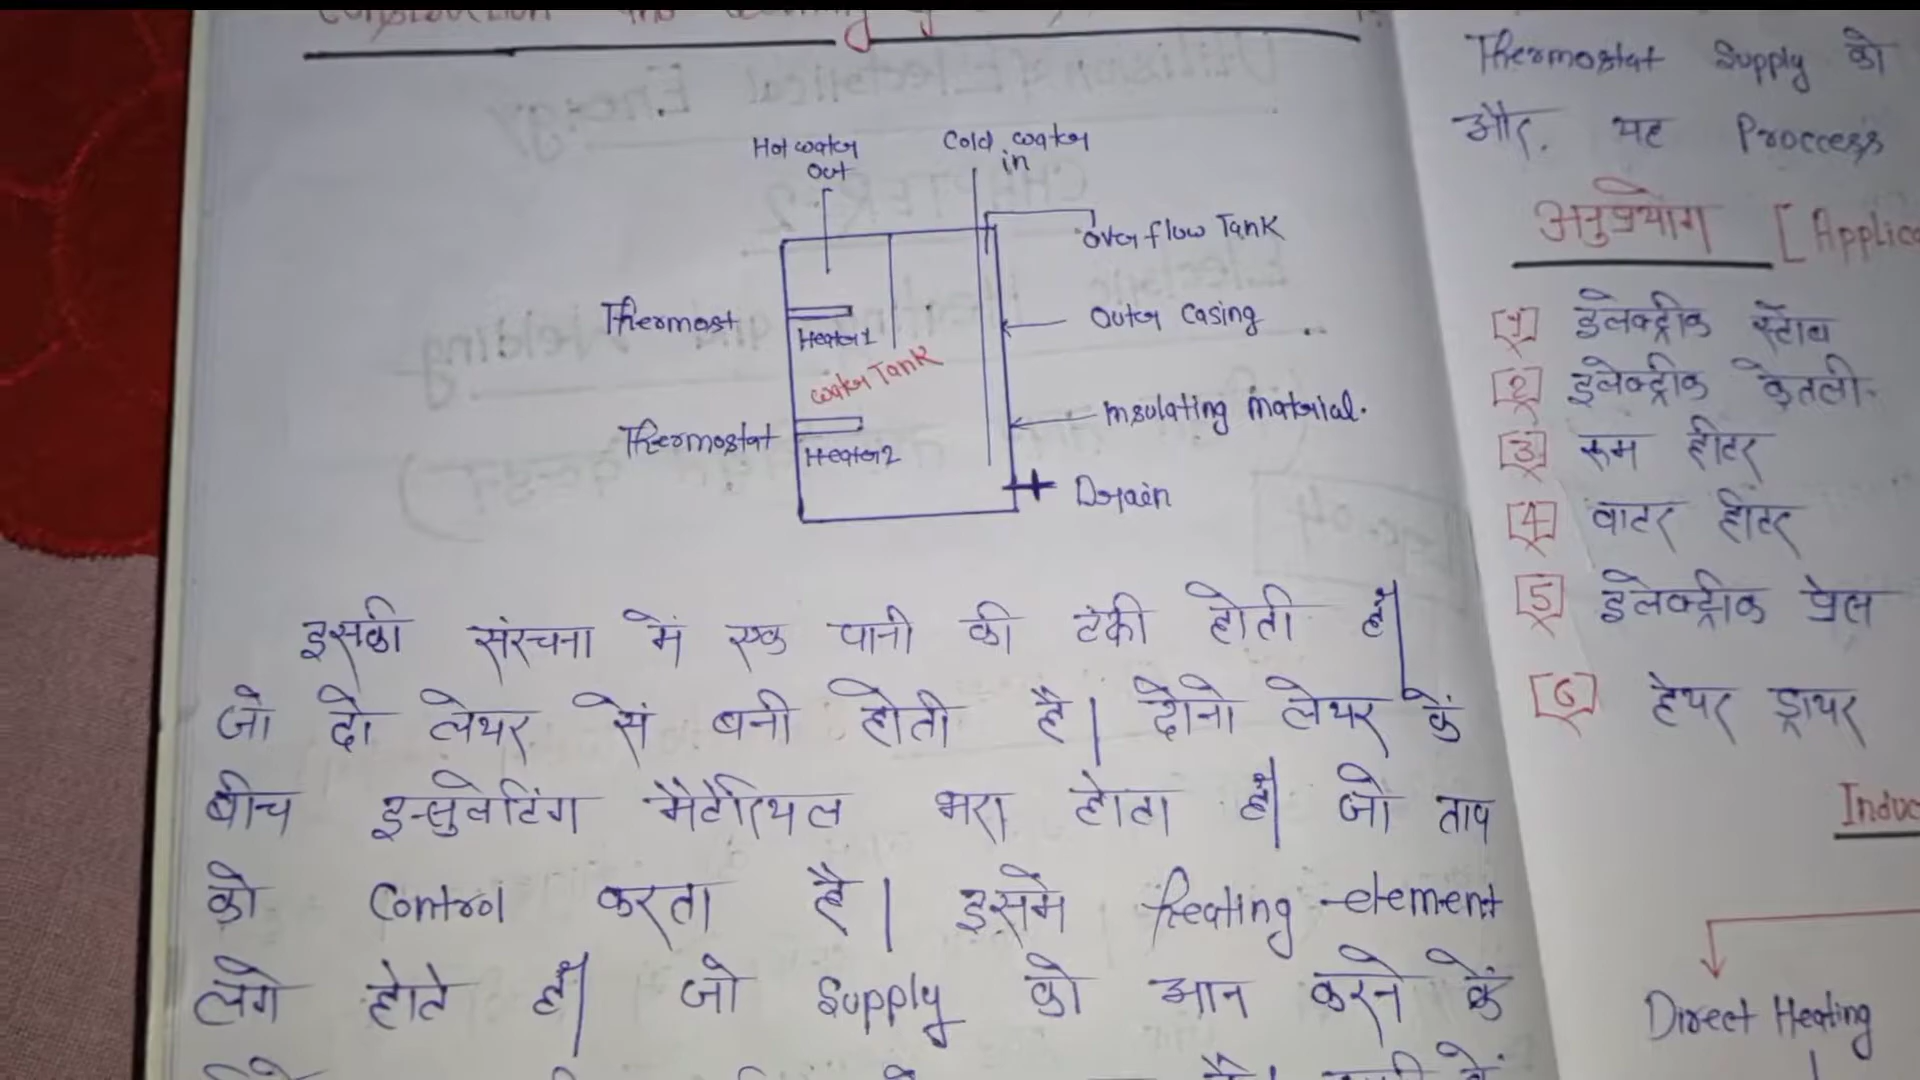 Hot water
out
Cold water
in
Overflow Tank
Thermost
Heater1
Outer Casing
Water Tank
Insulating Material.
Thermostat
Heater2
Drain
इसकी संरचना में एक पानी की टंकी होती है।
जो दो लेयर से बनी होती है। दोनो लेयर कें
बीच इन्सुलेटिंग मैटेरियल भरा होता है। जो ताप
को Control करता है। इसमे Heating-element
लगे होते है। जो Supply को आन करने कें
Thermostat Supply को
और. यह Proccess
अनुप्रयोग [Applic
[1] इलेक्ट्रीक स्टोव
[2] इलेक्ट्रीक केतली.
[3] रूम हीटर
[4] वाटर हीटर
[5] इलेक्ट्रीक प्रेस
[6] हेयर ड्रायर
Induc
Direct Heating